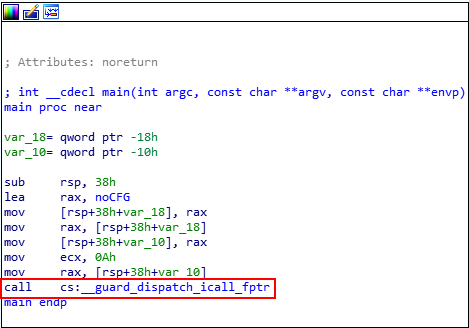 ; Attributes: noreturn
; int __cdecl main(int argc, const char **argv, const char **envp)
main proc near
var_18= qword ptr -18h
var_10= qword ptr -10h
sub rsp, 38h
lea rax, noCFG
mov [rsp+38h+var_18], rax
mov rax, [rsp+38h+var_18]
mov [rsp+38h+var_10], rax
mov ecx, 0Ah
mov rax, [rsp+38h+var_10]
call cs:__guard_dispatch_icall_fptr
main endp